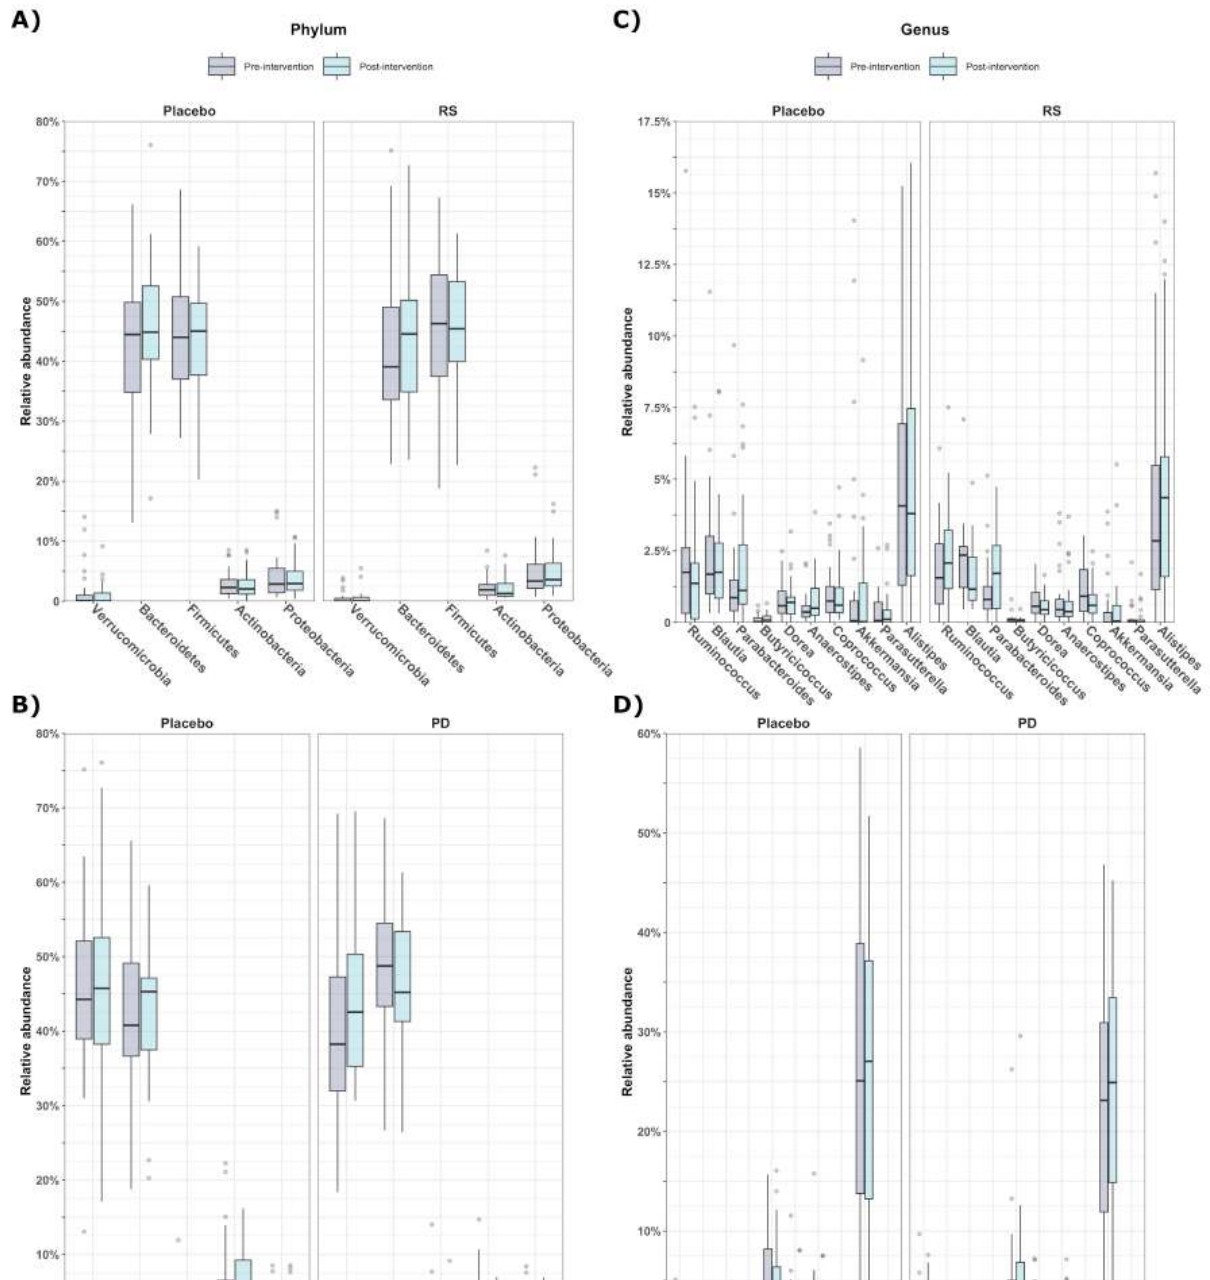 A)
Phylum
Pre-intervention Post-intervention
Placebo RS
80%
70%
60%
50%
40%
30%
20%
10%
0
Relative abundance
Verrucomicrobia
Bacteroidetes
Firmicutes
Actinobacteria
Proteobacteria
Verrucomicrobia
Bacteroidetes
Firmicutes
Actinobacteria
Proteobacteria
C)
Genus
Pre-intervention Post-intervention
Placebo RS
17.5%
15%
12.5%
10%
7.5%
5%
2.5%
0
Relative abundance
Ruminococcus
Blautia
Parabacteroides
Butyricicoccus
Dorea
Anaerostipes
Coprococcus
Akkermansia
Parasutterella
Alistipes
Ruminococcus
Blautia
Parabacteroides
Butyricicoccus
Dorea
Anaerostipes
Coprococcus
Akkermansia
Parasutterella
Alistipes
B)
Placebo PD
80%
70%
60%
50%
40%
30%
20%
10%
Relative abundance
D)
Placebo PD
60%
50%
40%
30%
20%
10%
Relative abundance